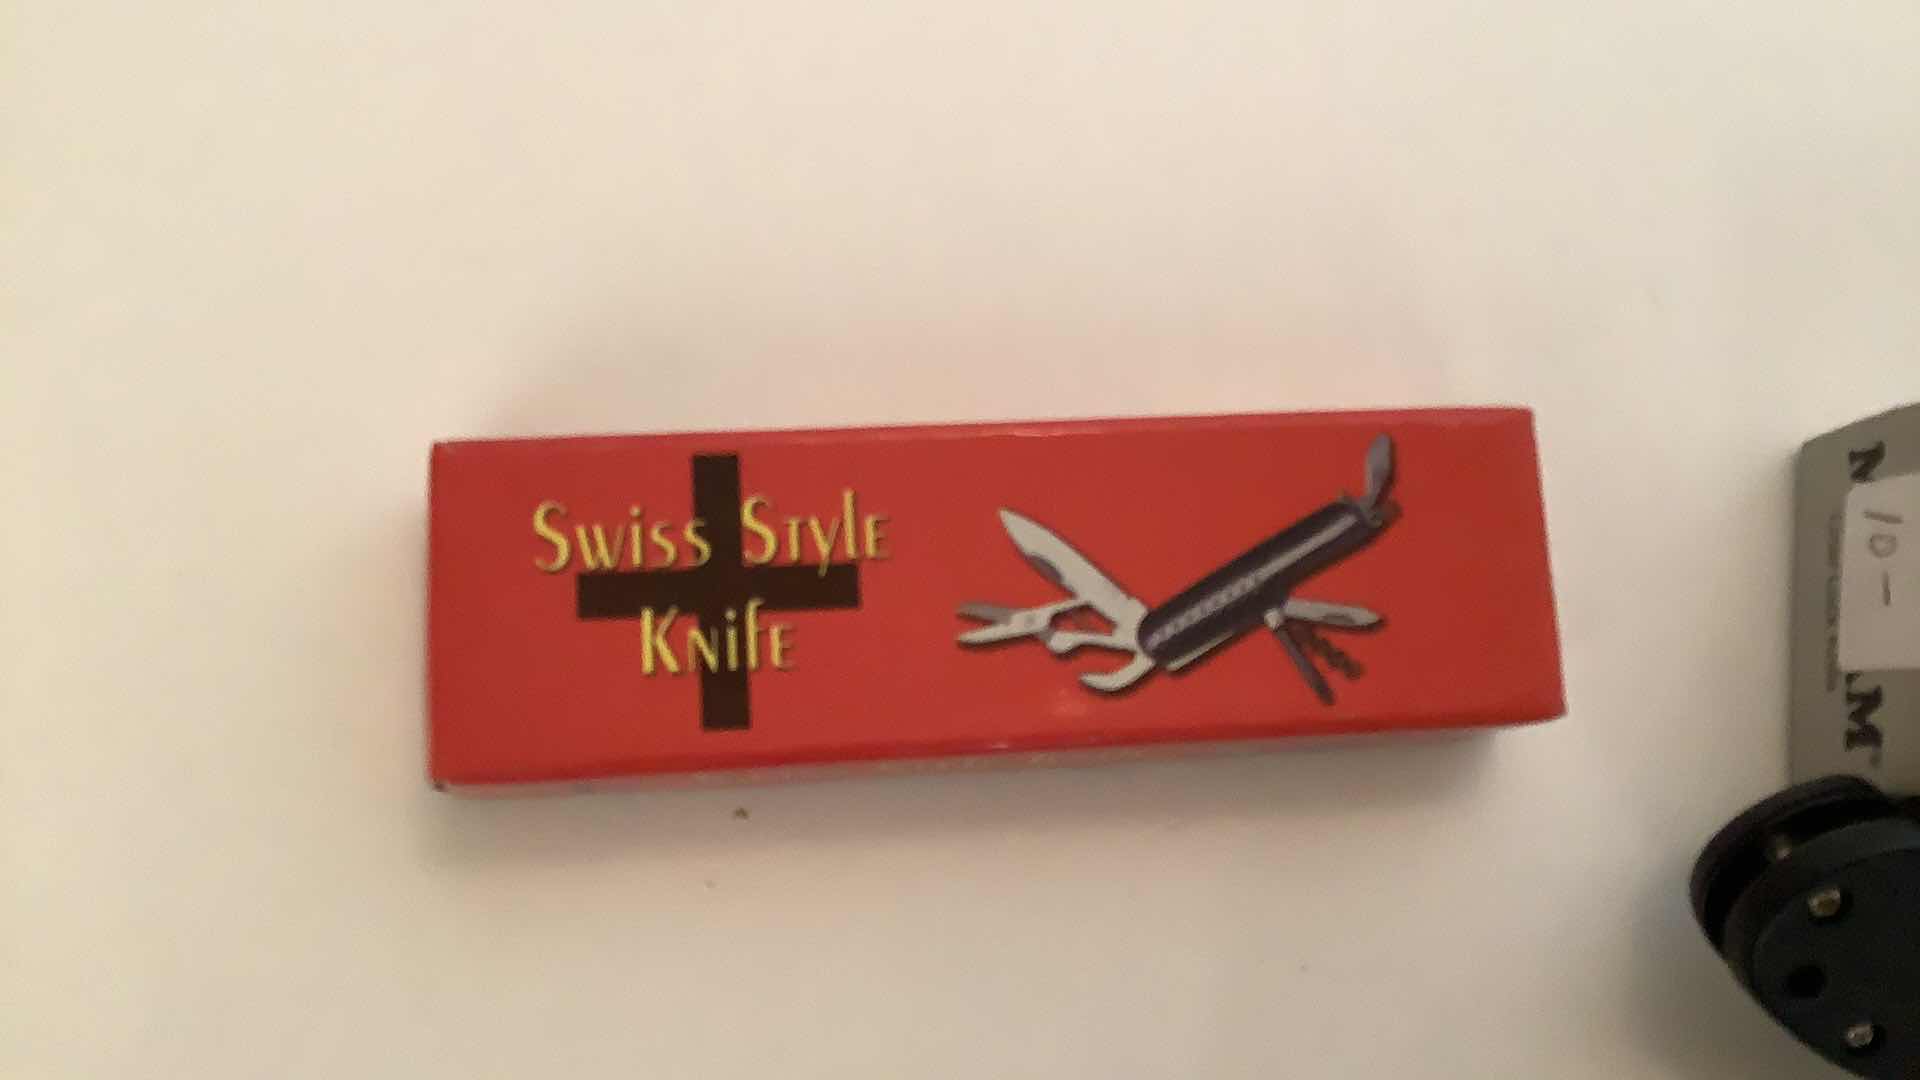 Swiss Style
Knife
10-